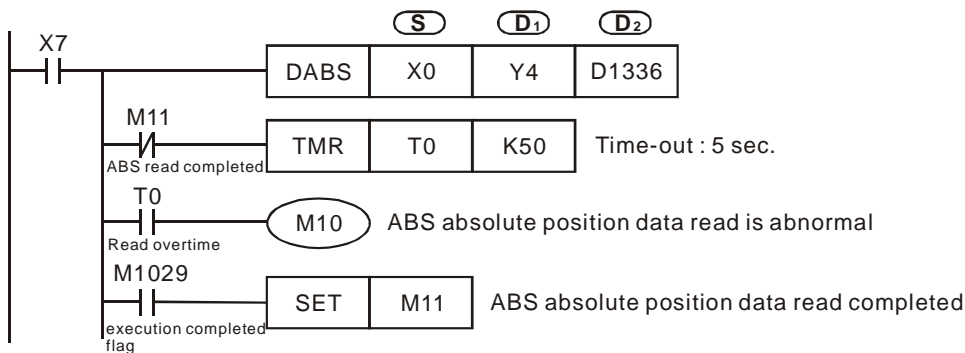 S D1 D2
X7
DABS X0 Y4 D1336
M11
ABS read completed
TMR T0 K50 Time-out : 5 sec.
T0
Read overtime
M10 ABS absolute position data read is abnormal
M1029
execution completed
flag
SET M11 ABS absolute position data read completed